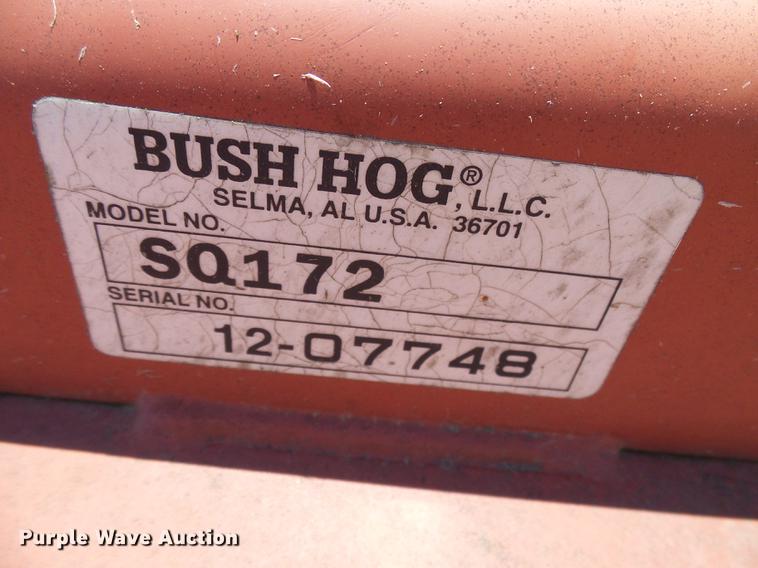 BUSH HOG®, L.L.C.
SELMA, AL U.S.A. 36701
MODEL NO.
SQ172
SERIAL NO.
12-07748
Purple Wave Auction